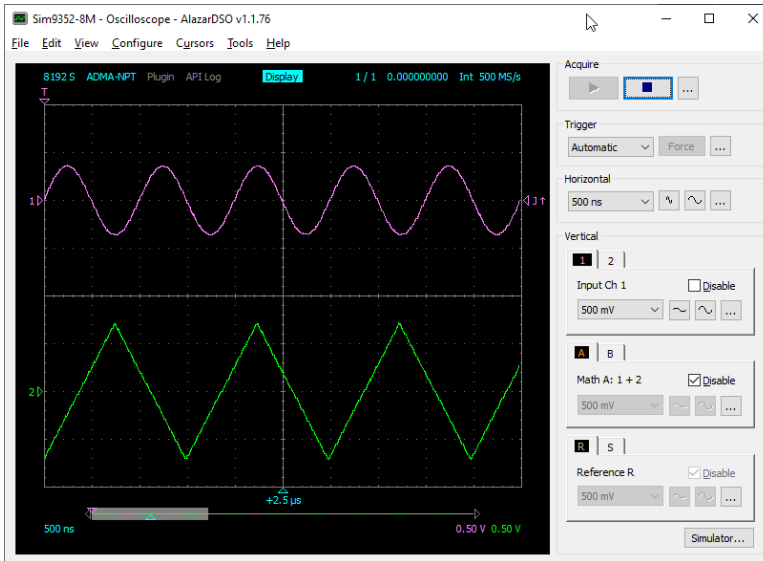 Sim9352-8M - Oscilloscope - AlazarDSO v1.1.76
File Edit View Configure Cursors Tools Help
8192 S ADMA-NPT Plugin API Log Display 1 / 1 0.000000000 Int 500 MS/s
T
1
J
2
+2.5 µs
500 ns 0.50 V 0.50 V
Acquire
...
Trigger
Automatic Force ...
Horizontal
500 ns ...
Vertical
1 2
Input Ch 1 Disable
500 mV ...
A B
Math A: 1 + 2 Disable
500 mV ...
R S
Reference R Disable
500 mV ...
Simulator...